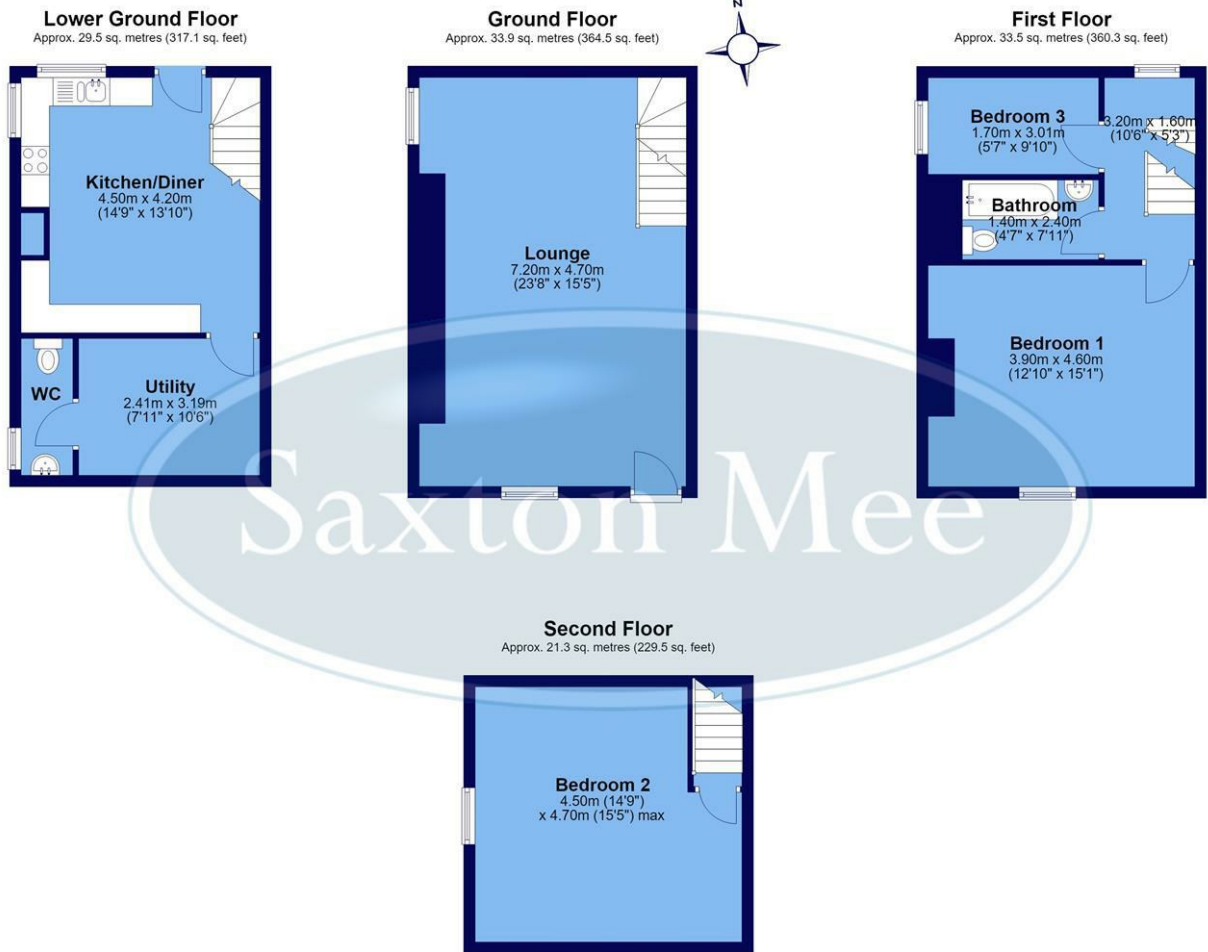 Lower Ground Floor
Approx. 29.5 sq. metres (317.1 sq. feet)
Kitchen/Diner
4.50m x 4.20m
(14'9" x 13'10")
WC
Utility
2.41m x 3.19m
(7'11" x 10'6")
Ground Floor
Approx. 33.9 sq. metres (364.5 sq. feet)
Lounge
7.20m x 4.70m
(23'8" x 15'5")
N
First Floor
Approx. 33.5 sq. metres (360.3 sq. feet)
Bedroom 3
1.70m x 3.01m
(5'7" x 9'10")
3.20m x 1.60m
(10'6" x 5'3")
Bathroom
1.40m x 2.40m
(4'7" x 7'11")
Bedroom 1
3.90m x 4.60m
(12'10" x 15'1")
Saxton Mee
Second Floor
Approx. 21.3 sq. metres (229.5 sq. feet)
Bedroom 2
4.50m (14'9")
x 4.70m (15'5") max